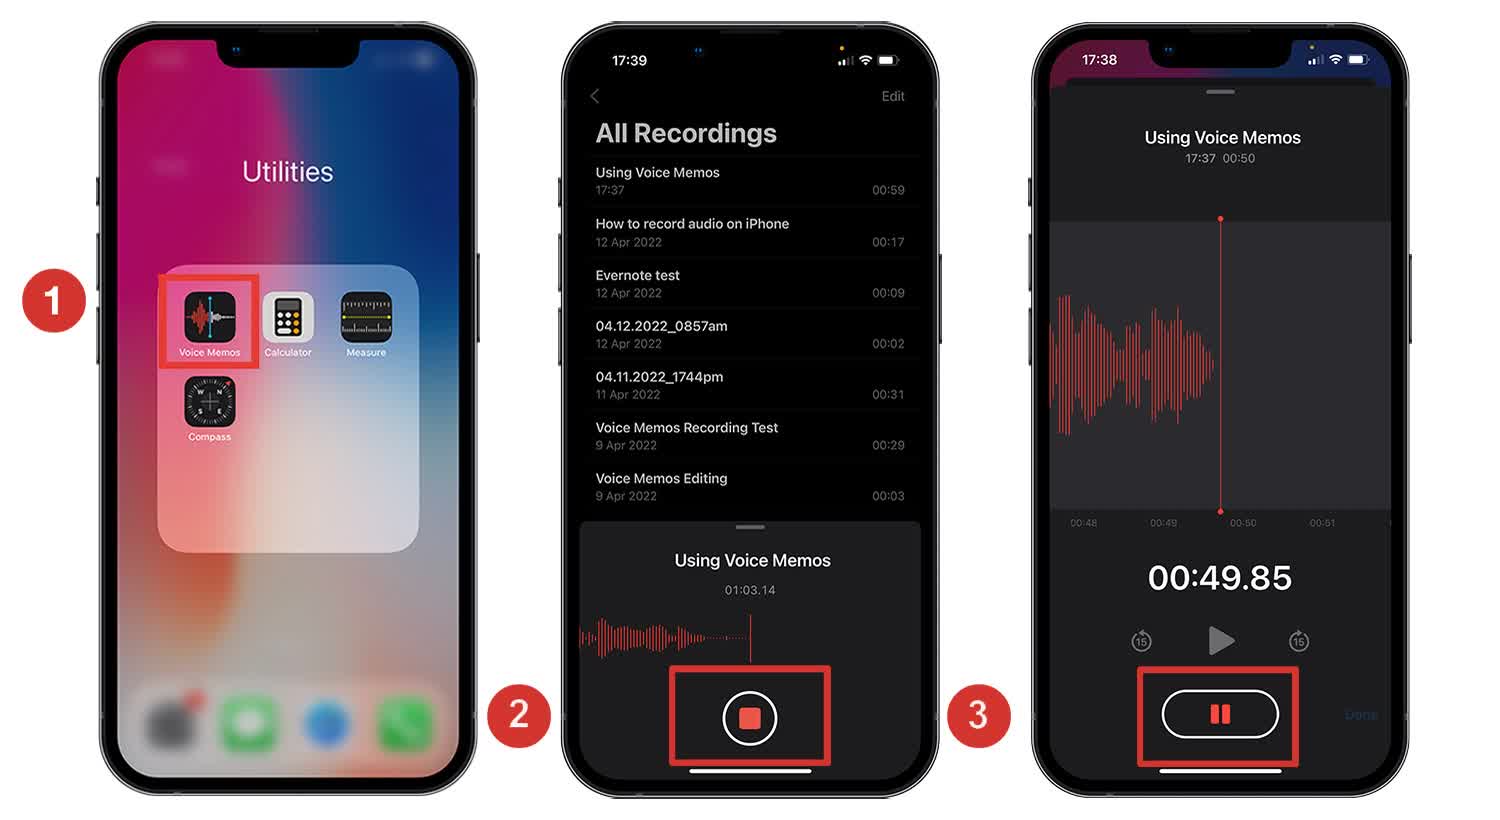 1
Utilities
Voice Memos
Calculator
Measure
W N
S E
Compass
2
17:39
Edit
All Recordings
Using Voice Memos
17:37 00:59
How to record audio on iPhone
12 Apr 2022 00:17
Evernote test
12 Apr 2022 00:09
04.12.2022_0857am
12 Apr 2022 00:02
04.11.2022_1744pm
11 Apr 2022 00:31
Voice Memos Recording Test
9 Apr 2022 00:29
Voice Memos Editing
9 Apr 2022 00:03
Using Voice Memos
01:03.14
3
17:38
Using Voice Memos
17:37 00:50
00:48 00:49 00:50 00:51
00:49.85
15 15
Done